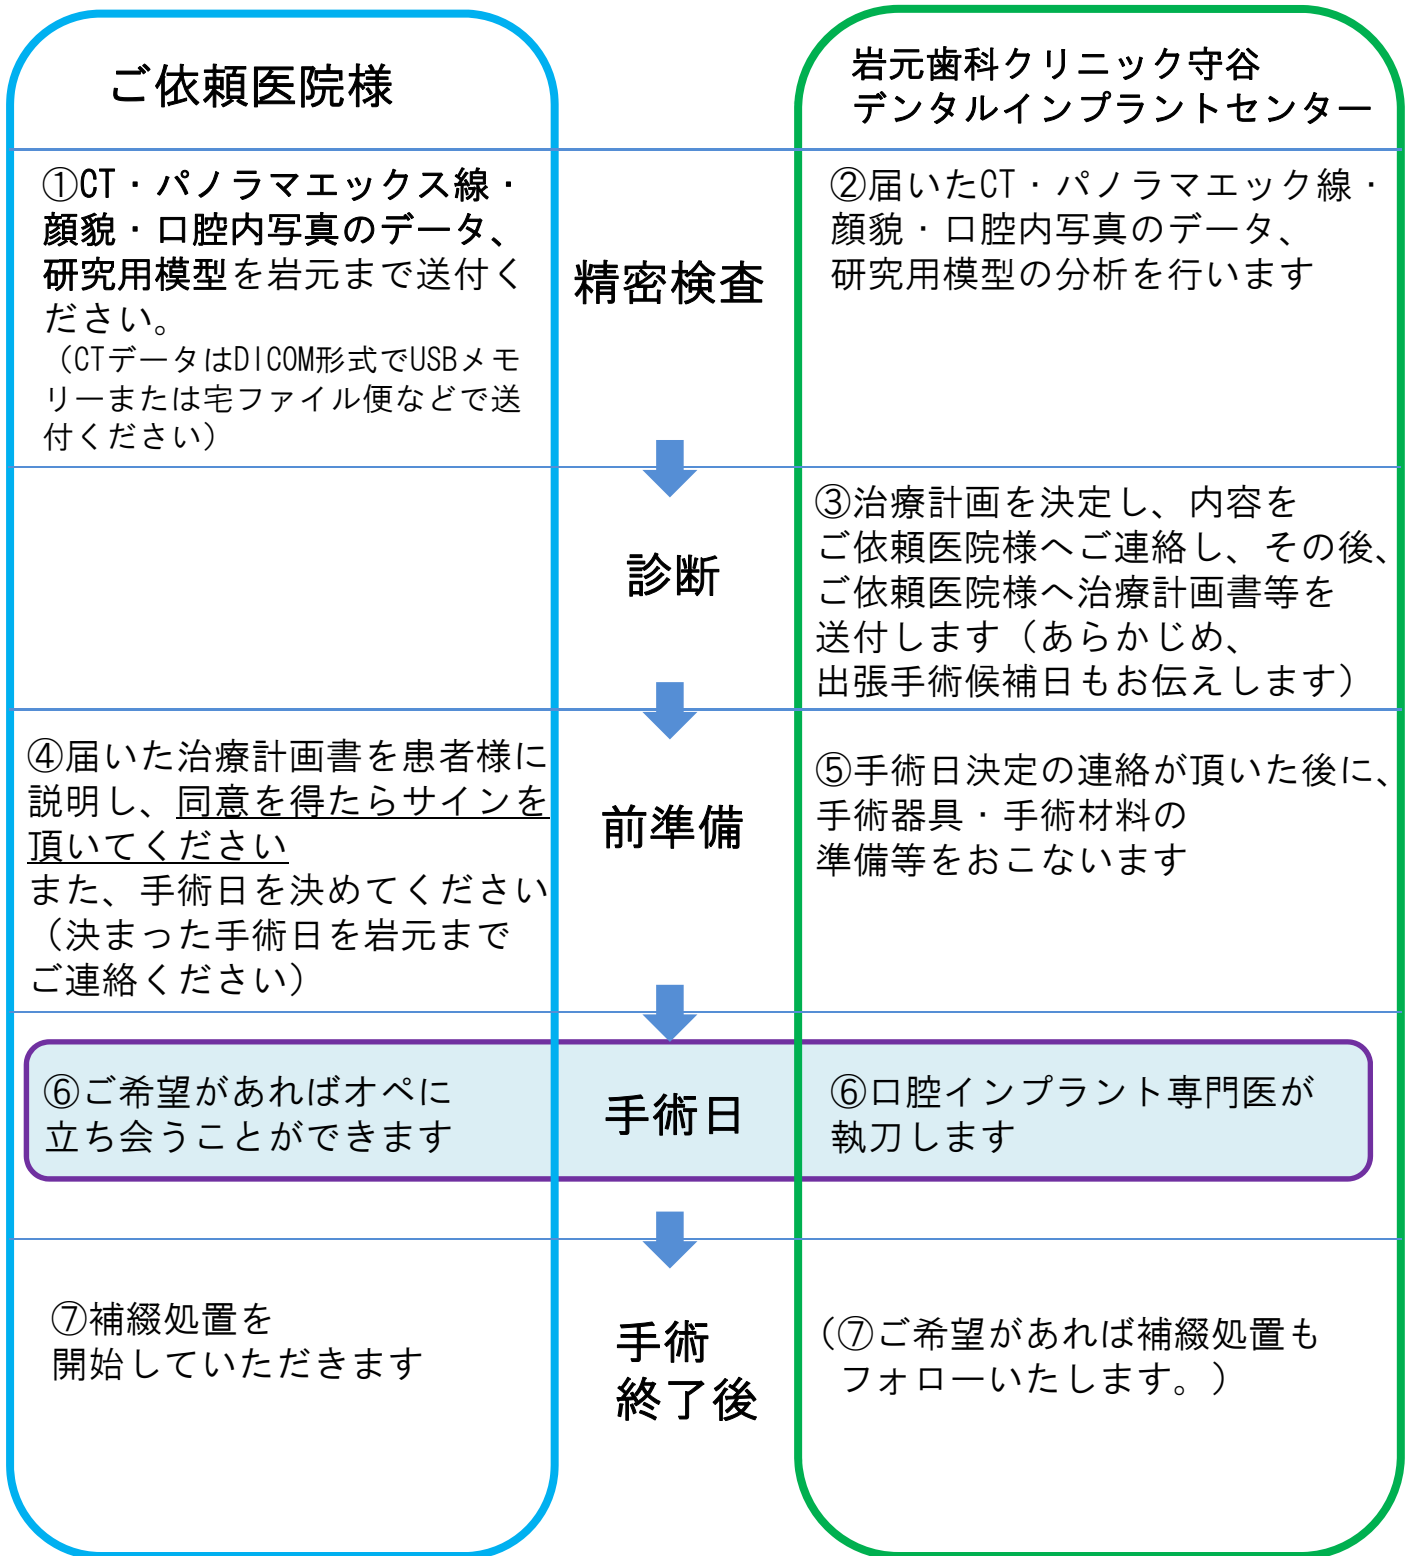 ご依頼医院様
岩元歯科クリニック守谷
デンタルインプラントセンター
①CT・パノラマエックス線・
顔貌・口腔内写真のデータ、
研究用模型を岩元まで送付く
ださい。
（CTデータはDICOM形式でUSBメモ
リーまたは宅ファイル便などで送
付ください）
精密検査
②届いたCT・パノラマエック線・
顔貌・口腔内写真のデータ、
研究用模型の分析を行います
診断
③治療計画を決定し、内容を
ご依頼医院様へご連絡し、その後、
ご依頼医院様へ治療計画書等を
送付します（あらかじめ、
出張手術候補日もお伝えします）
④届いた治療計画書を患者様に
説明し、同意を得たらサインを
頂いてください
また、手術日を決めてください
（決まった手術日を岩元まで
ご連絡ください）
前準備
⑤手術日決定の連絡が頂いた後に、
手術器具・手術材料の
準備等をおこないます
⑥ご希望があればオペに
立ち会うことができます
手術日
⑥口腔インプラント専門医が
執刀します
⑦補綴処置を
開始していただきます
手術
終了後
（⑦ご希望があれば補綴処置も
フォローいたします。）